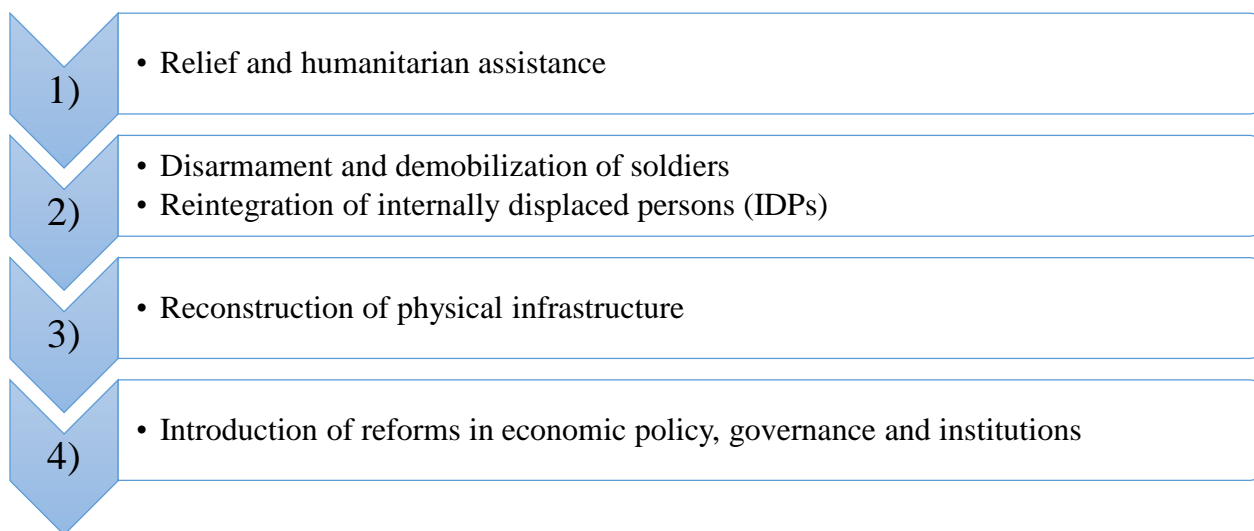 1)
• Relief and humanitarian assistance
2)
• Disarmament and demobilization of soldiers
• Reintegration of internally displaced persons (IDPs)
3)
• Reconstruction of physical infrastructure
4)
• Introduction of reforms in economic policy, governance and institutions